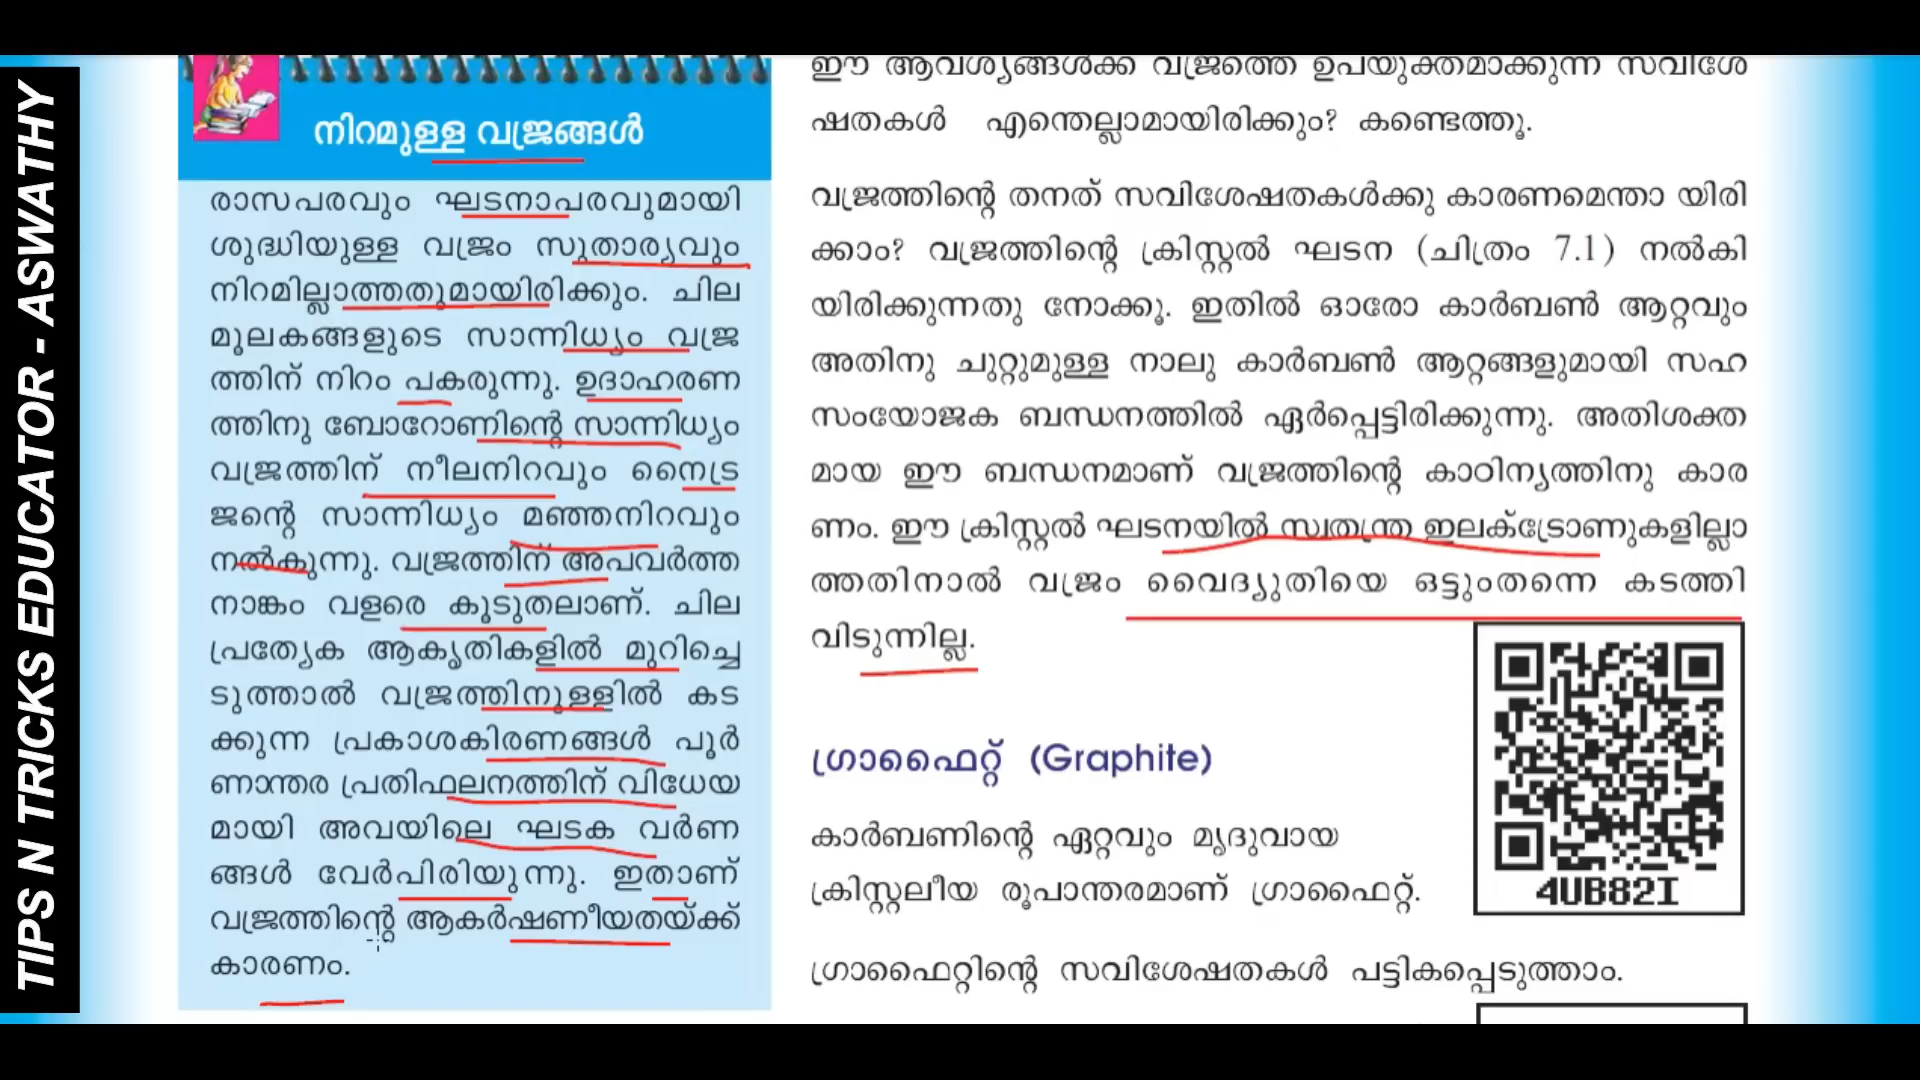 TIPS N TRICKS EDUCATOR - ASWATHY
നിറമുള്ള വജ്രങ്ങൾ
രാസപരവും ഘടനാപരവുമായി
ശുദ്ധിയുള്ള വജ്രം സുതാര്യവും
നിറമില്ലാത്തതുമായിരിക്കും. ചില
മൂലകങ്ങളുടെ സാന്നിധ്യം വജ്ര
ത്തിന് നിറം പകരുന്നു. ഉദാഹരണ
ത്തിനു ബോറോണിന്റെ സാന്നിധ്യം
വജ്രത്തിന് നീലനിറവും നൈട്ര
ജന്റെ സാന്നിധ്യം മഞ്ഞനിറവും
നൽകുന്നു. വജ്രത്തിന് അപവർത്ത
നാങ്കം വളരെ കൂടുതലാണ്. ചില
പ്രത്യേക ആകൃതികളിൽ മുറിച്ചെ
ടുത്താൽ വജ്രത്തിനുള്ളിൽ കട
ക്കുന്ന പ്രകാശകിരണങ്ങൾ പൂർ
ണാന്തര പ്രതിഫലനത്തിന് വിധേയ
മായി അവയിലെ ഘടക വർണ
ങ്ങൾ വേർപിരിയുന്നു. ഇതാണ്
വജ്രത്തിന്റെ ആകർഷണീയതയ്ക്ക്
കാരണം.
ഈ ആവശ്യങ്ങൾക്ക് വജ്രത്തെ ഉപയുക്തമാക്കുന്ന സവിശേ
ഷതകൾ എന്തെല്ലാമായിരിക്കും? കണ്ടെത്തൂ.
വജ്രത്തിന്റെ തനത് സവിശേഷതകൾക്കു കാരണമെന്താ യിരി
ക്കാം? വജ്രത്തിന്റെ ക്രിസ്റ്റൽ ഘടന (ചിത്രം 7.1) നൽകി
യിരിക്കുന്നതു നോക്കൂ. ഇതിൽ ഓരോ കാർബൺ ആറ്റവും
അതിനു ചുറ്റുമുള്ള നാലു കാർബൺ ആറ്റങ്ങളുമായി സഹ
സംയോജക ബന്ധനത്തിൽ ഏർപ്പെട്ടിരിക്കുന്നു. അതിശക്ത
മായ ഈ ബന്ധനമാണ് വജ്രത്തിന്റെ കാഠിന്യത്തിനു കാര
ണം. ഈ ക്രിസ്റ്റൽ ഘടനയിൽ സ്വതന്ത്ര ഇലക്ട്രോണുകളില്ലാ
ത്തതിനാൽ വജ്രം വൈദ്യുതിയെ ഒട്ടുംതന്നെ കടത്തി
വിടുന്നില്ല.
ഗ്രാഫൈറ്റ് (Graphite)
കാർബണിന്റെ ഏറ്റവും മൃദുവായ
ക്രിസ്റ്റലീയ രൂപാന്തരമാണ് ഗ്രാഫൈറ്റ്.
4UB82I
ഗ്രാഫൈറ്റിന്റെ സവിശേഷതകൾ പട്ടികപ്പെടുത്താം.